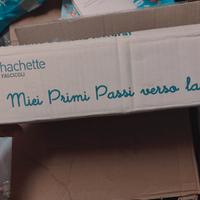 hachette
FASCICOLI
Miei Primi Passi verso la